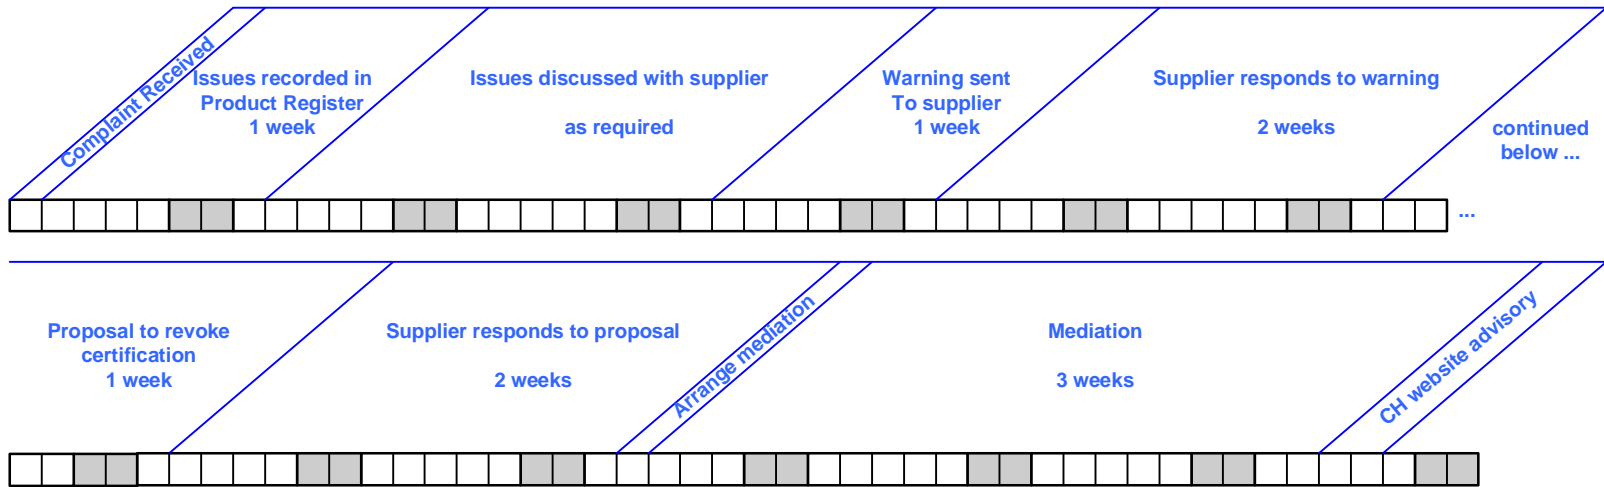 Complaint Received
Issues recorded in
Product Register
1 week
Issues discussed with supplier
as required
Warning sent
To supplier
1 week
Supplier responds to warning
2 weeks
continued
below ...
...
Proposal to revoke
certification
1 week
Supplier responds to proposal
2 weeks
Arrange mediation
Mediation
3 weeks
CH website advisory